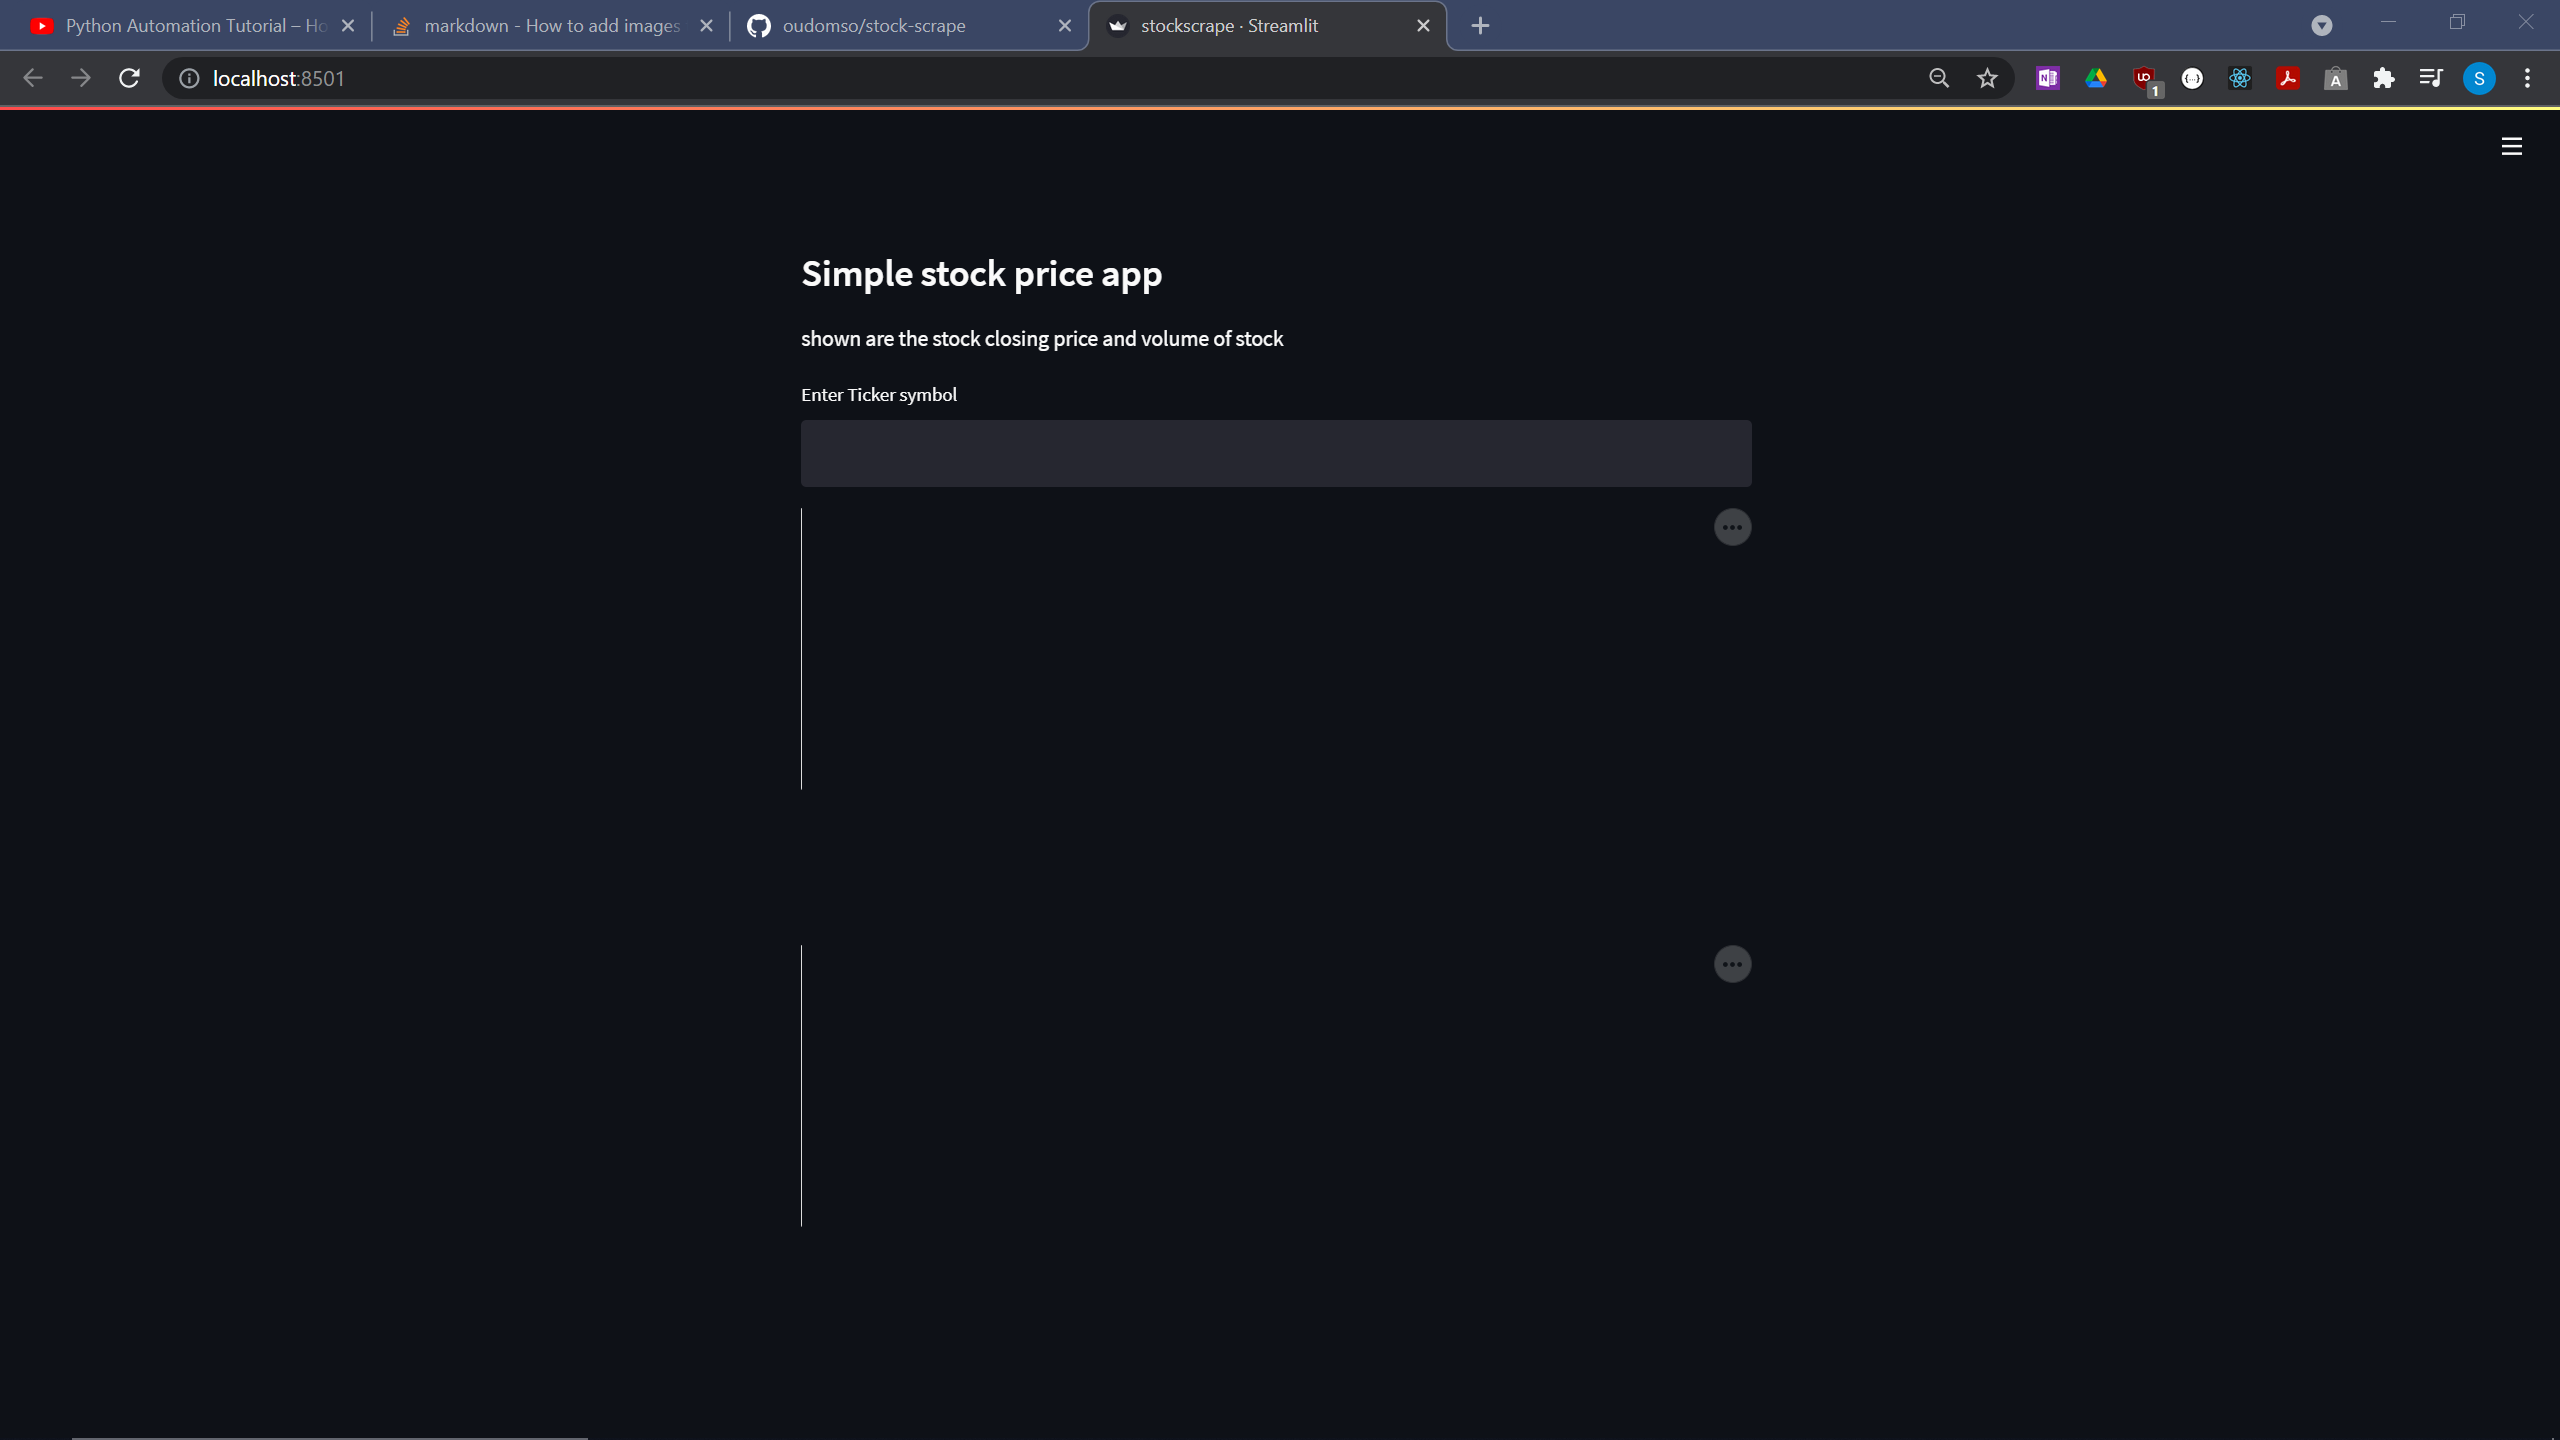 Python Automation Tutorial – Ho
markdown - How to add images
oudomso/stock-scrape
stockscrape · Streamlit
localhost:8501
1
S
Simple stock price app
shown are the stock closing price and volume of stock
Enter Ticker symbol